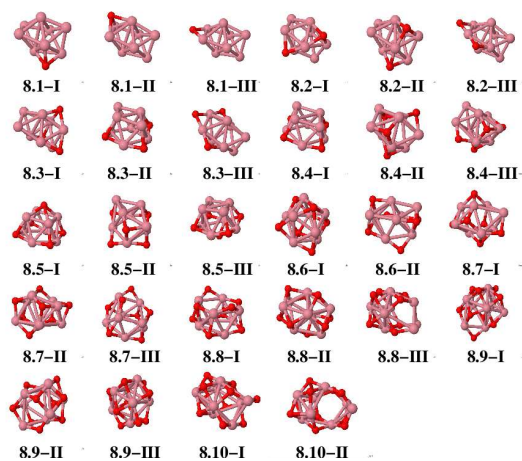 8.1–I 8.1–II 8.1–III 8.2–I 8.2–II 8.2–III
8.3–I 8.3–II 8.3–III 8.4–I 8.4–II 8.4–III
8.5–I 8.5–II 8.5–III 8.6–I 8.6–II 8.7–I
8.7–II 8.7–III 8.8–I 8.8–II 8.8–III 8.9–I
8.9–II 8.9–III 8.10–I 8.10–II